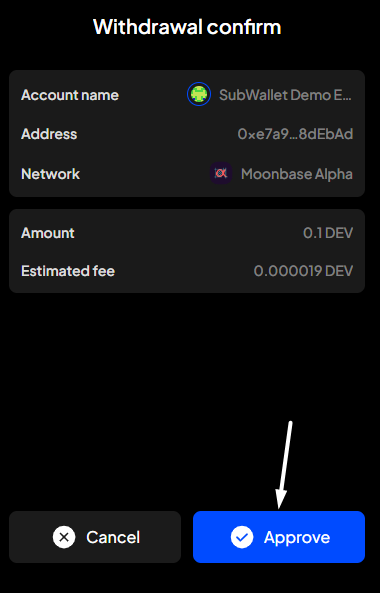 Withdrawal confirm
Account name SubWallet Demo E...
Address 0xe7a9...8dEbAd
Network Moonbase Alpha
Amount 0.1 DEV
Estimated fee 0.000019 DEV
Cancel Approve